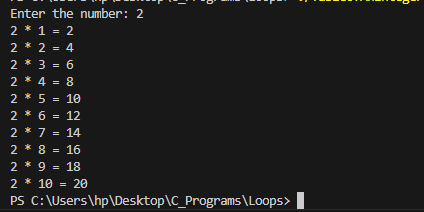 Enter the number: 2
2 * 1 = 2
2 * 2 = 4
2 * 3 = 6
2 * 4 = 8
2 * 5 = 10
2 * 6 = 12
2 * 7 = 14
2 * 8 = 16
2 * 9 = 18
2 * 10 = 20
PS C:\Users\hp\Desktop\C_Programs\Loops>